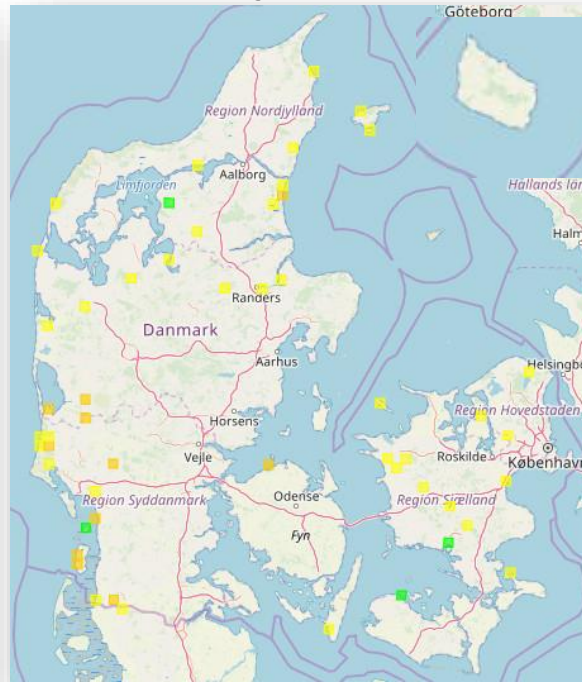 Göteborg
Region Nordjylland
Aalborg
Limfjorden
Hallands län
Halm
Randers
Danmark
Aarhus
Helsingbo
Region Hovedstaden
Horsens
Vejle
Roskilde
København
Region Syddanmark
Odense
Region Sjælland
Fyn